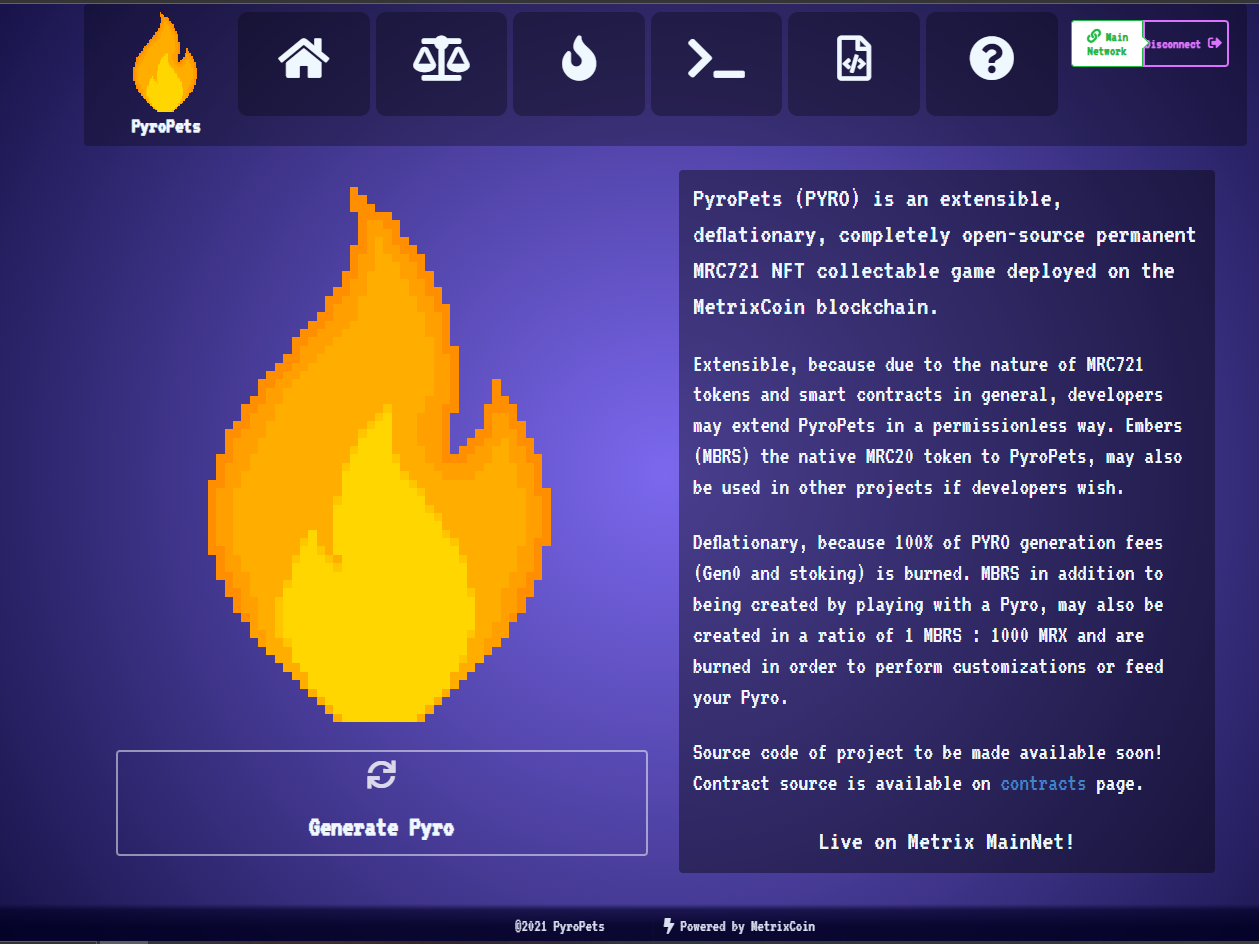 PyroPets
Main
Network
Disconnect
PyroPets (PYRO) is an extensible,
deflationary, completely open-source permanent
MRC721 NFT collectable game deployed on the
MetrixCoin blockchain.
Extensible, because due to the nature of MRC721
tokens and smart contracts in general, developers
may extend PyroPets in a permissionless way. Embers
(MBRS) the native MRC20 token to PyroPets, may also
be used in other projects if developers wish.
Deflationary, because 100% of PYRO generation fees
(Gen0 and stoking) is burned. MBRS in addition to
being created by playing with a Pyro, may also be
created in a ratio of 1 MBRS : 1000 MRX and are
burned in order to perform customizations or feed
your Pyro.
Source code of project to be made available soon!
Contract source is available on contracts page.
Live on Metrix MainNet!
Generate Pyro
@2021 PyroPets
Powered by MetrixCoin